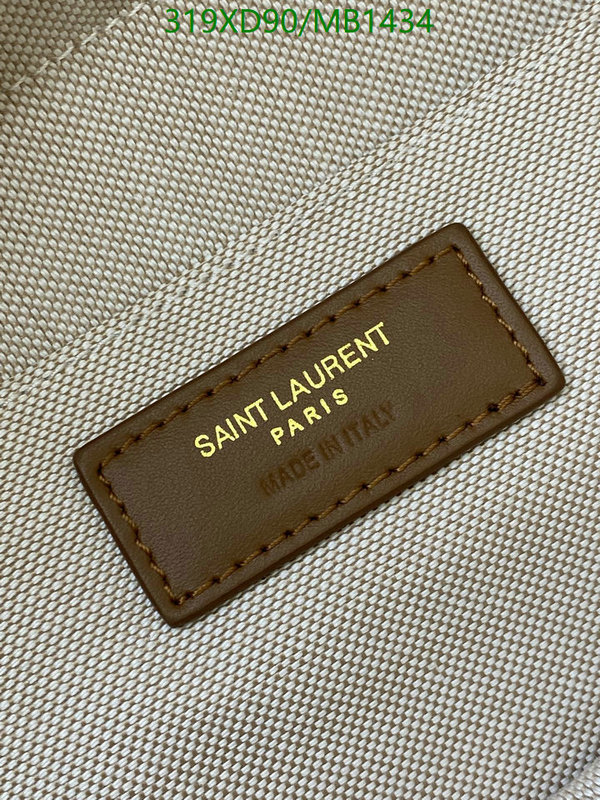 319XD90/MB1434
SAINT LAURENT
PARIS
MADE IN ITALY